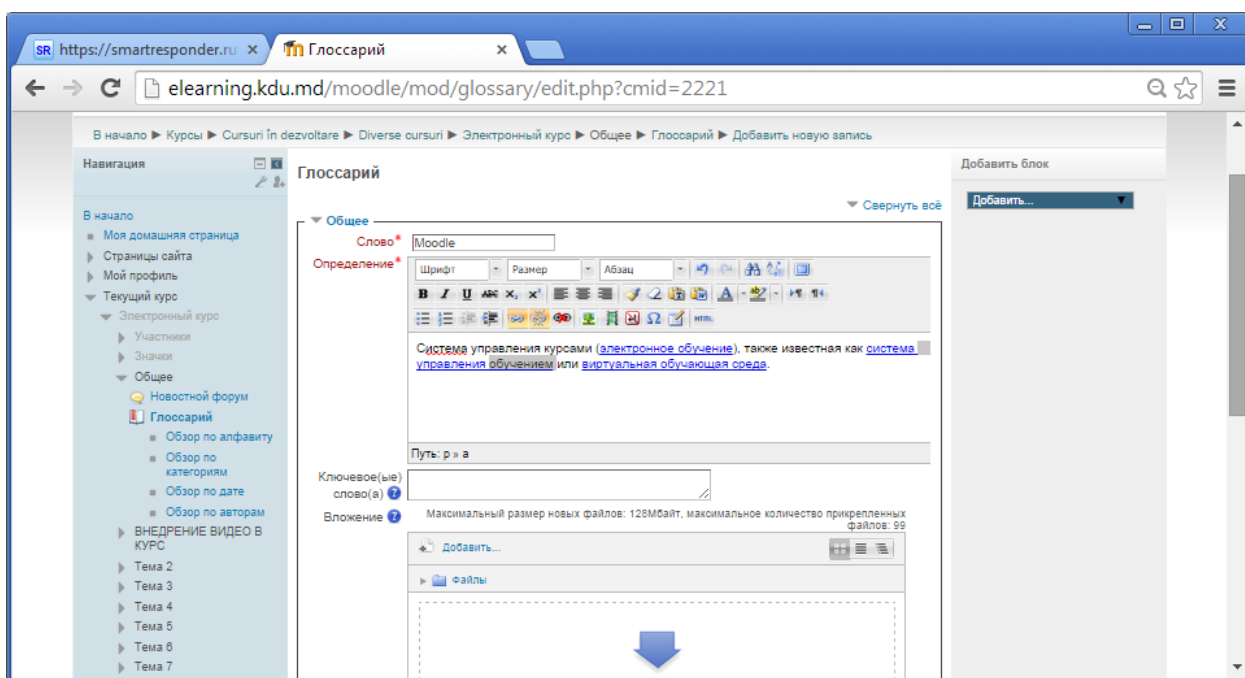 https://smartresponder.ru
Глоссарий
elearning.kdu.md/moodle/mod/glossary/edit.php?cmid=2221
В начало ▶ Курсы ▶ Cursuri în dezvoltare ▶ Diverse cursuri ▶ Электронный курс ▶ Общее ▶ Глоссарий ▶ Добавить новую запись
Навигация
В начало
Моя домашняя страница
Страницы сайта
Мой профиль
Текущий курс
Электронный курс
Участники
Значки
Общее
Новостной форум
Глоссарий
Обзор по алфавиту
Обзор по
категориям
Обзор по дате
Обзор по авторам
ВНЕДРЕНИЕ ВИДЕО В
КУРС
Тема 2
Тема 3
Тема 4
Тема 5
Тема 6
Тема 7
Глоссарий
Свернуть всё
Общее
Слово*
Moodle
Определение*
Шрифт Размер Абзац
B I U ABC X₂ X²
HTML
Система управления курсами (электронное обучение), также известная как система
управления обучением или виртуальная обучающая среда.
Путь: p » a
Ключевое(ые)
слово(а)
Вложение
Максимальный размер новых файлов: 128Мбайт, максимальное количество прикрепленных
файлов: 99
Добавить...
Файлы
Добавить блок
Добавить...